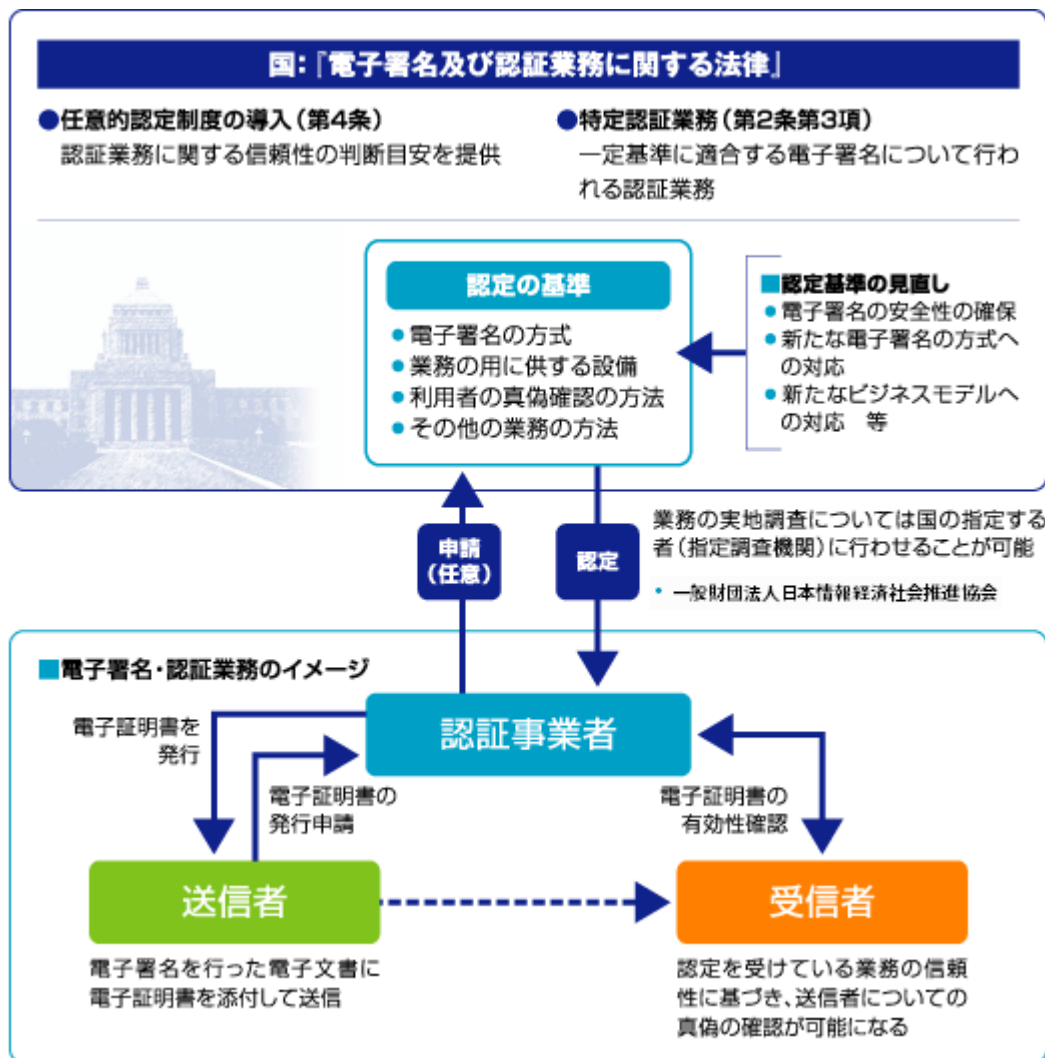 国：『電子署名及び認証業務に関する法律』
●任意的認定制度の導入（第4条）
認証業務に関する信頼性の判断目安を提供
●特定認証業務（第2条第3項）
一定基準に適合する電子署名について行わ
れる認証業務
認定の基準
●電子署名の方式
●業務の用に供する設備
●利用者の真偽確認の方法
●その他の業務の方法
■認定基準の見直し
●電子署名の安全性の確保
●新たな電子署名の方式へ
の対応
●新たなビジネスモデルへ
の対応　等
申請
（任意）
認定
業務の実地調査については国の指定する
者（指定調査機関）に行わせることが可能
• 一般財団法人日本情報経済社会推進協会
■電子署名・認証業務のイメージ
電子証明書を
発行
認証事業者
電子証明書の
発行申請
電子証明書の
有効性確認
送信者
受信者
電子署名を行った電子文書に
電子証明書を添付して送信
認定を受けている業務の信頼
性に基づき、送信者についての
真偽の確認が可能になる